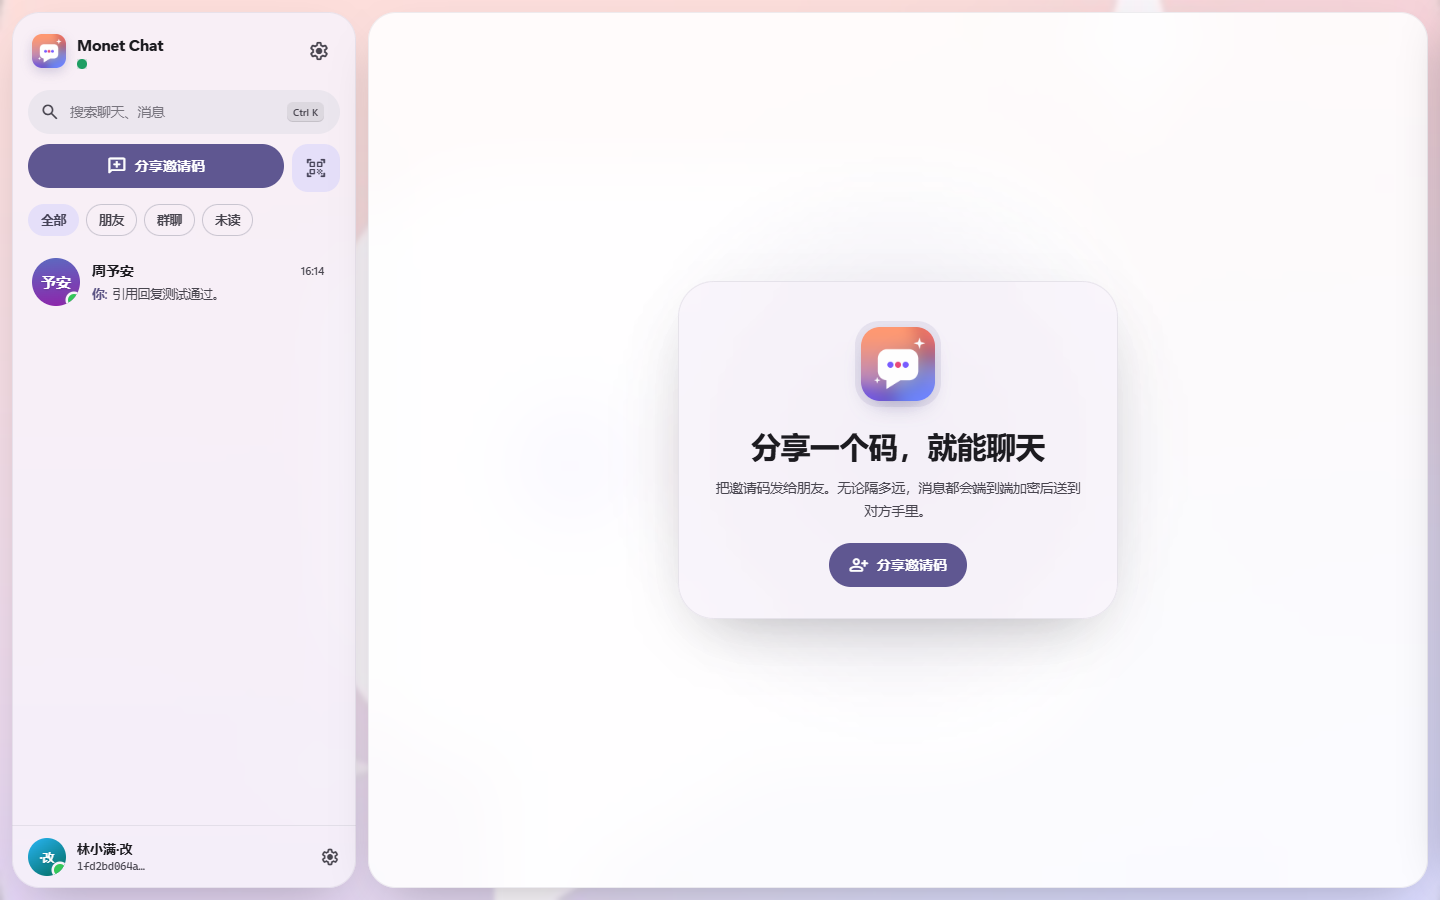 Monet Chat
搜索聊天、消息
Ctrl K
分享邀请码
全部
朋友
群聊
未读
予安
周予安
16:14
你: 引用回复测试通过。
分享一个码，就能聊天
把邀请码发给朋友。无论隔多远，消息都会端到端加密后送到
对方手里。
分享邀请码
·改
林小满·改
1fd2bd064a…